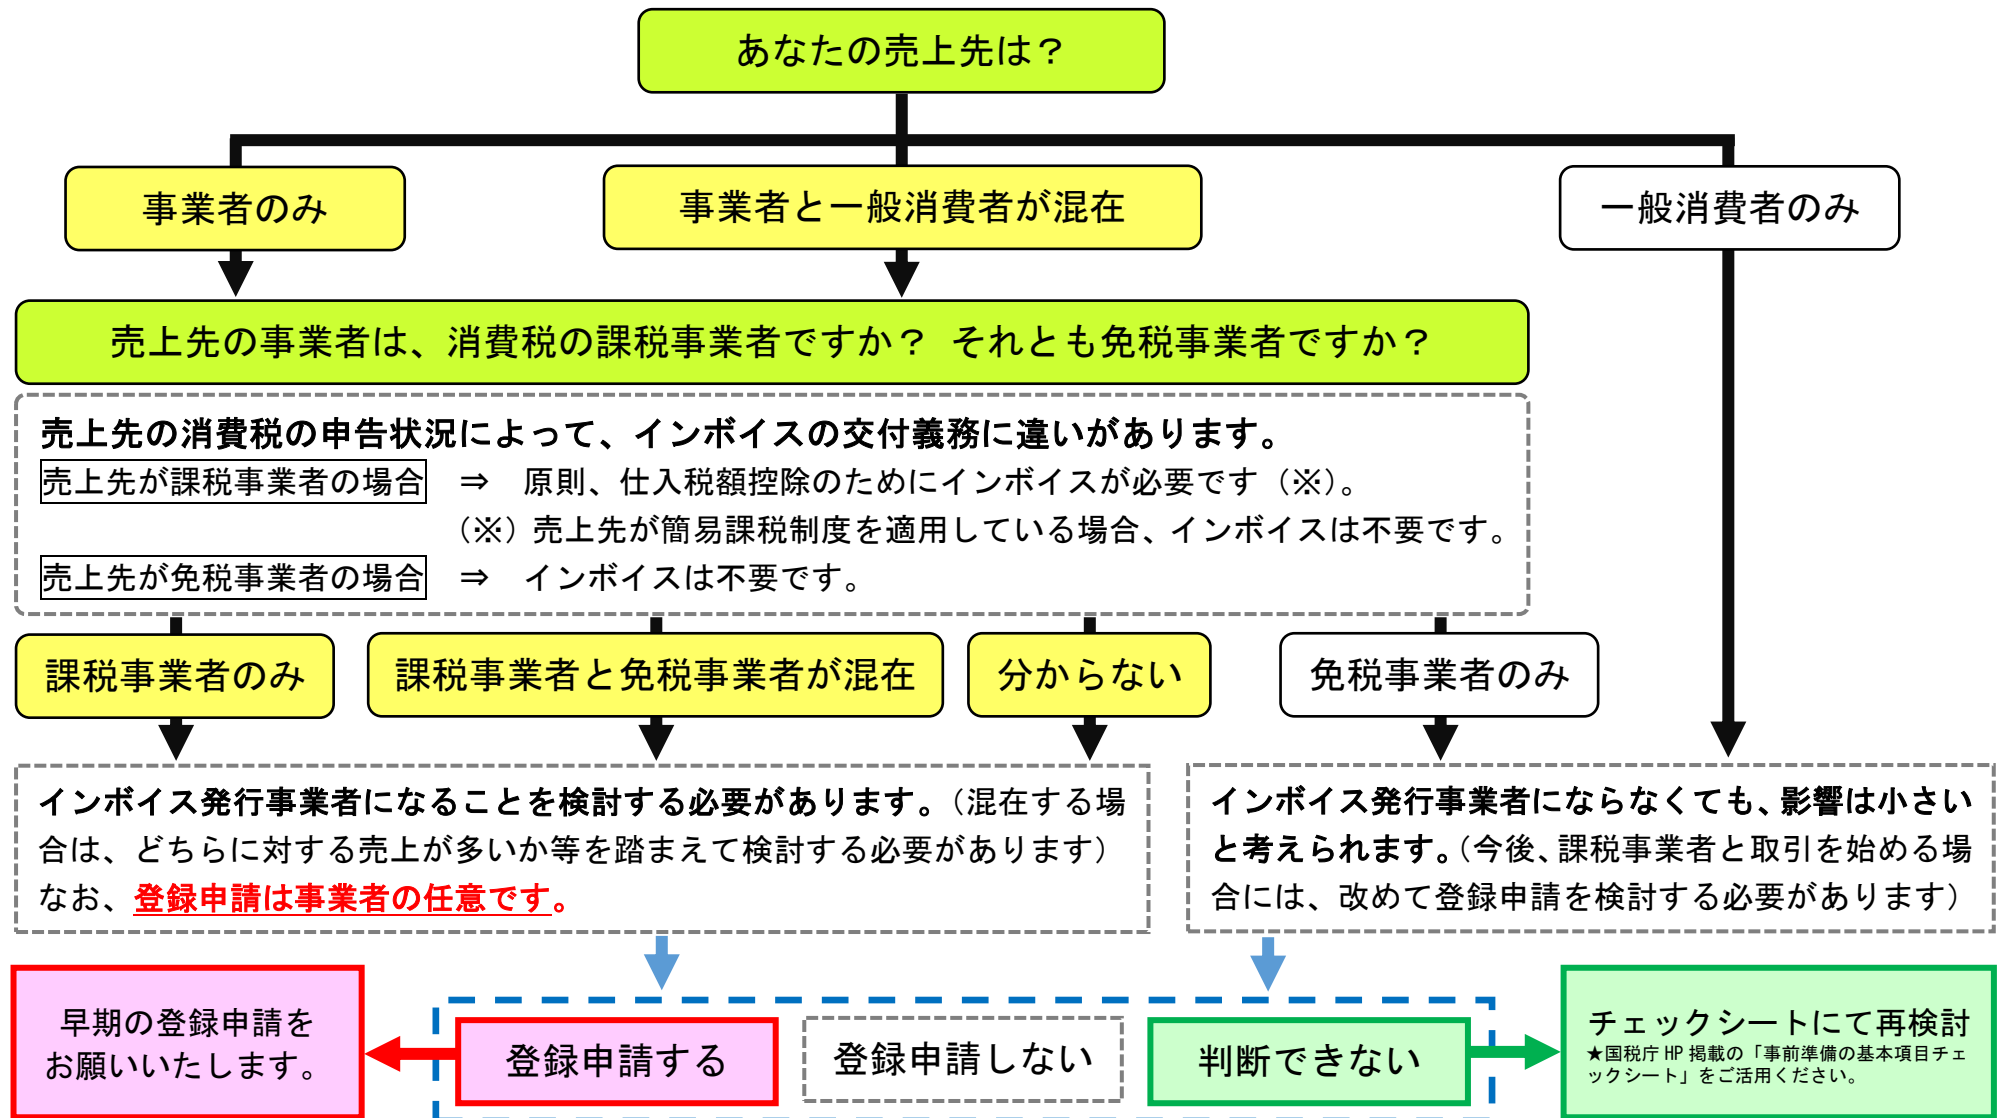 あなたの売上先は？
事業者のみ
事業者と一般消費者が混在
一般消費者のみ
売上先の事業者は、消費税の課税事業者ですか？ それとも免税事業者ですか？
売上先の消費税の申告状況によって、インボイスの交付義務に違いがあります。
売上先が課税事業者の場合 ⇒ 原則、仕入税額控除のためにインボイスが必要です（※）。
（※）売上先が簡易課税制度を適用している場合、インボイスは不要です。
売上先が免税事業者の場合 ⇒ インボイスは不要です。
課税事業者のみ
課税事業者と免税事業者が混在
分からない
免税事業者のみ
インボイス発行事業者になることを検討する必要があります。（混在する場
合は、どちらに対する売上が多いか等を踏まえて検討する必要があります）
なお、登録申請は事業者の任意です。
インボイス発行事業者にならなくても、影響は小さい
と考えられます。（今後、課税事業者と取引を始める場
合には、改めて登録申請を検討する必要があります）
早期の登録申請を
お願いいたします。
登録申請する
登録申請しない
判断できない
チェックシートにて再検討
★国税庁 HP 掲載の「事前準備の基本項目チェ
ックシート」をご活用ください。